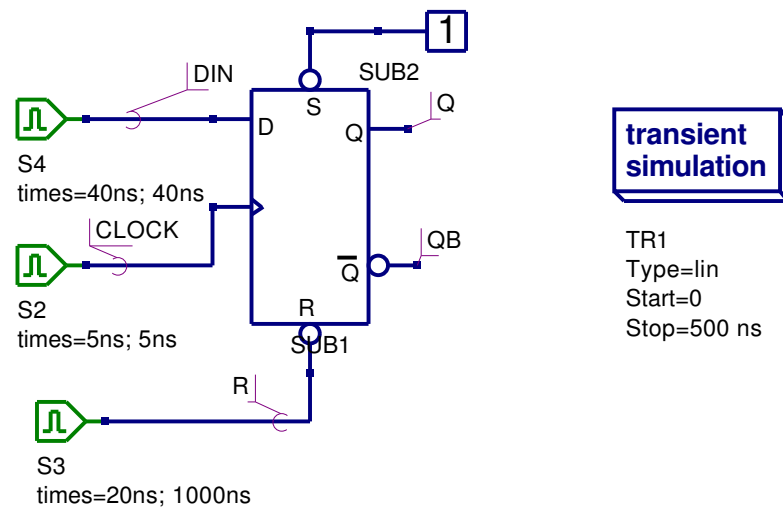 1
DIN
SUB2
S
D
Q
Q
S4
times=40ns; 40ns
CLOCK
QB
Q
S2
times=5ns; 5ns
R
SUB1
R
S3
times=20ns; 1000ns
transient
simulation
TR1
Type=lin
Start=0
Stop=500 ns